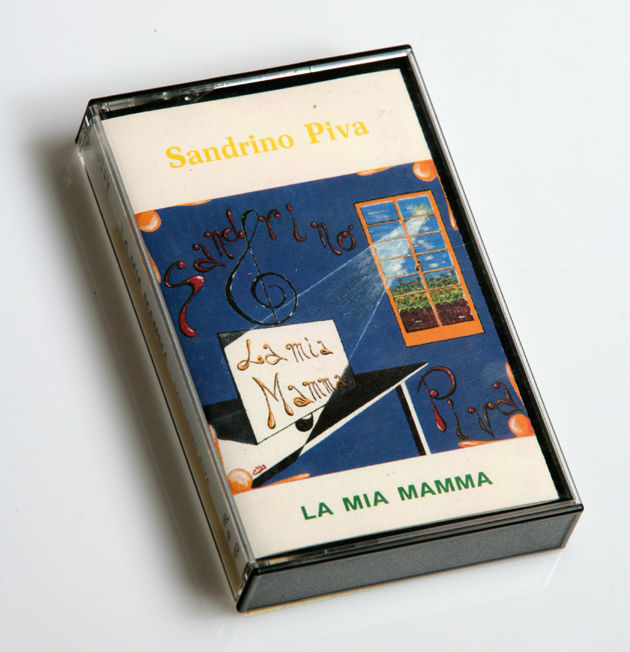 Sandrino Piva
Sandrino
La mia
Mamma
Piva
LA MIA MAMMA